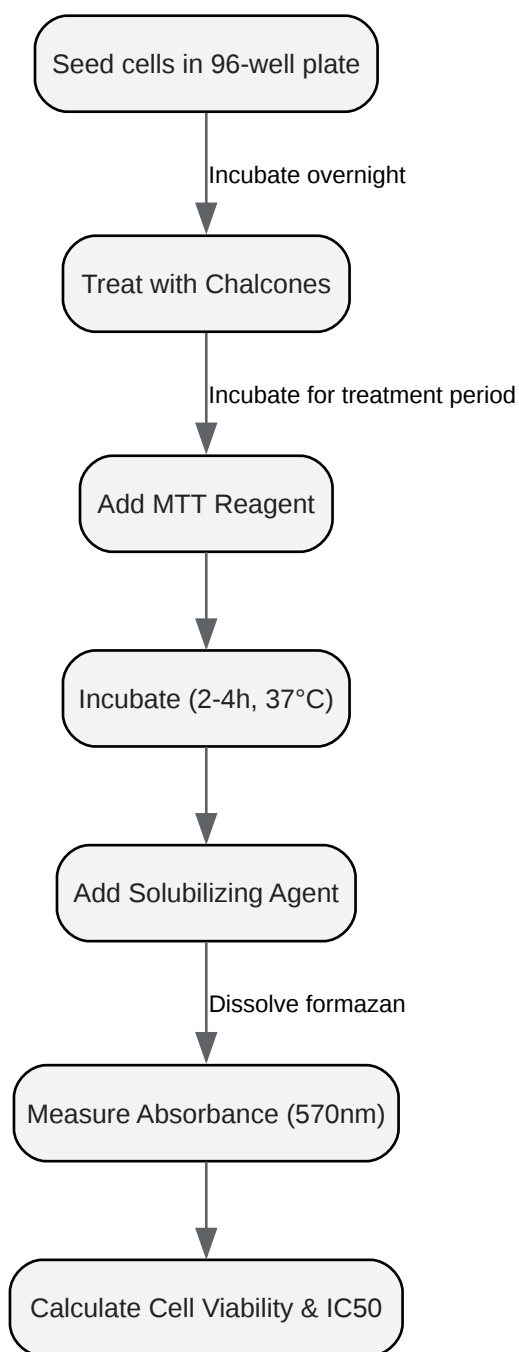 Seed cells in 96-well plate
Incubate overnight
Treat with Chalcones
Incubate for treatment period
Add MTT Reagent
Incubate (2-4h, 37°C)
Add Solubilizing Agent
Dissolve formazan
Measure Absorbance (570nm)
Calculate Cell Viability & IC50